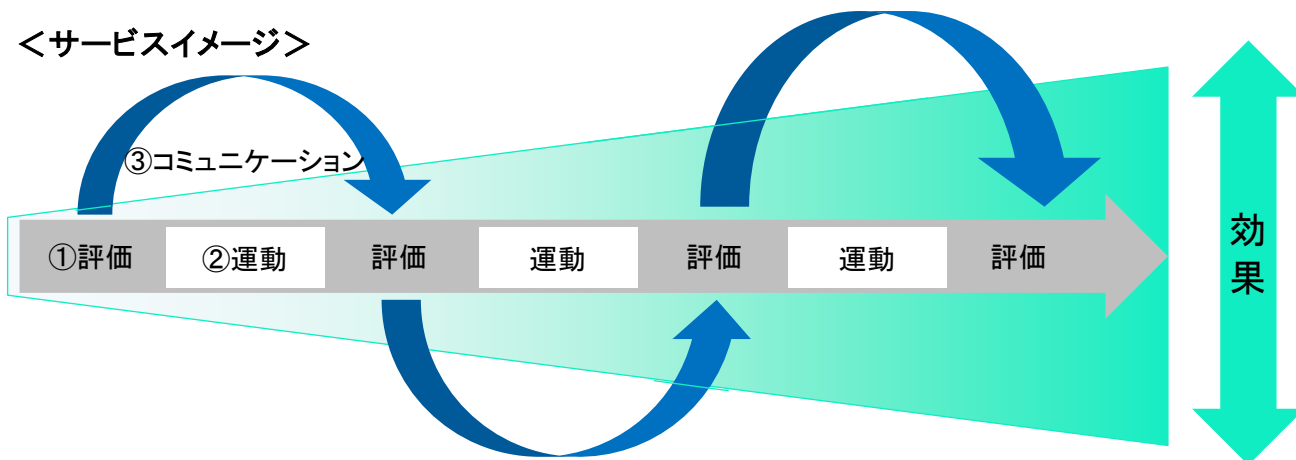 ＜サービスイメージ＞
③コミュニケーション
①評価
②運動
評価
運動
評価
運動
評価
効果